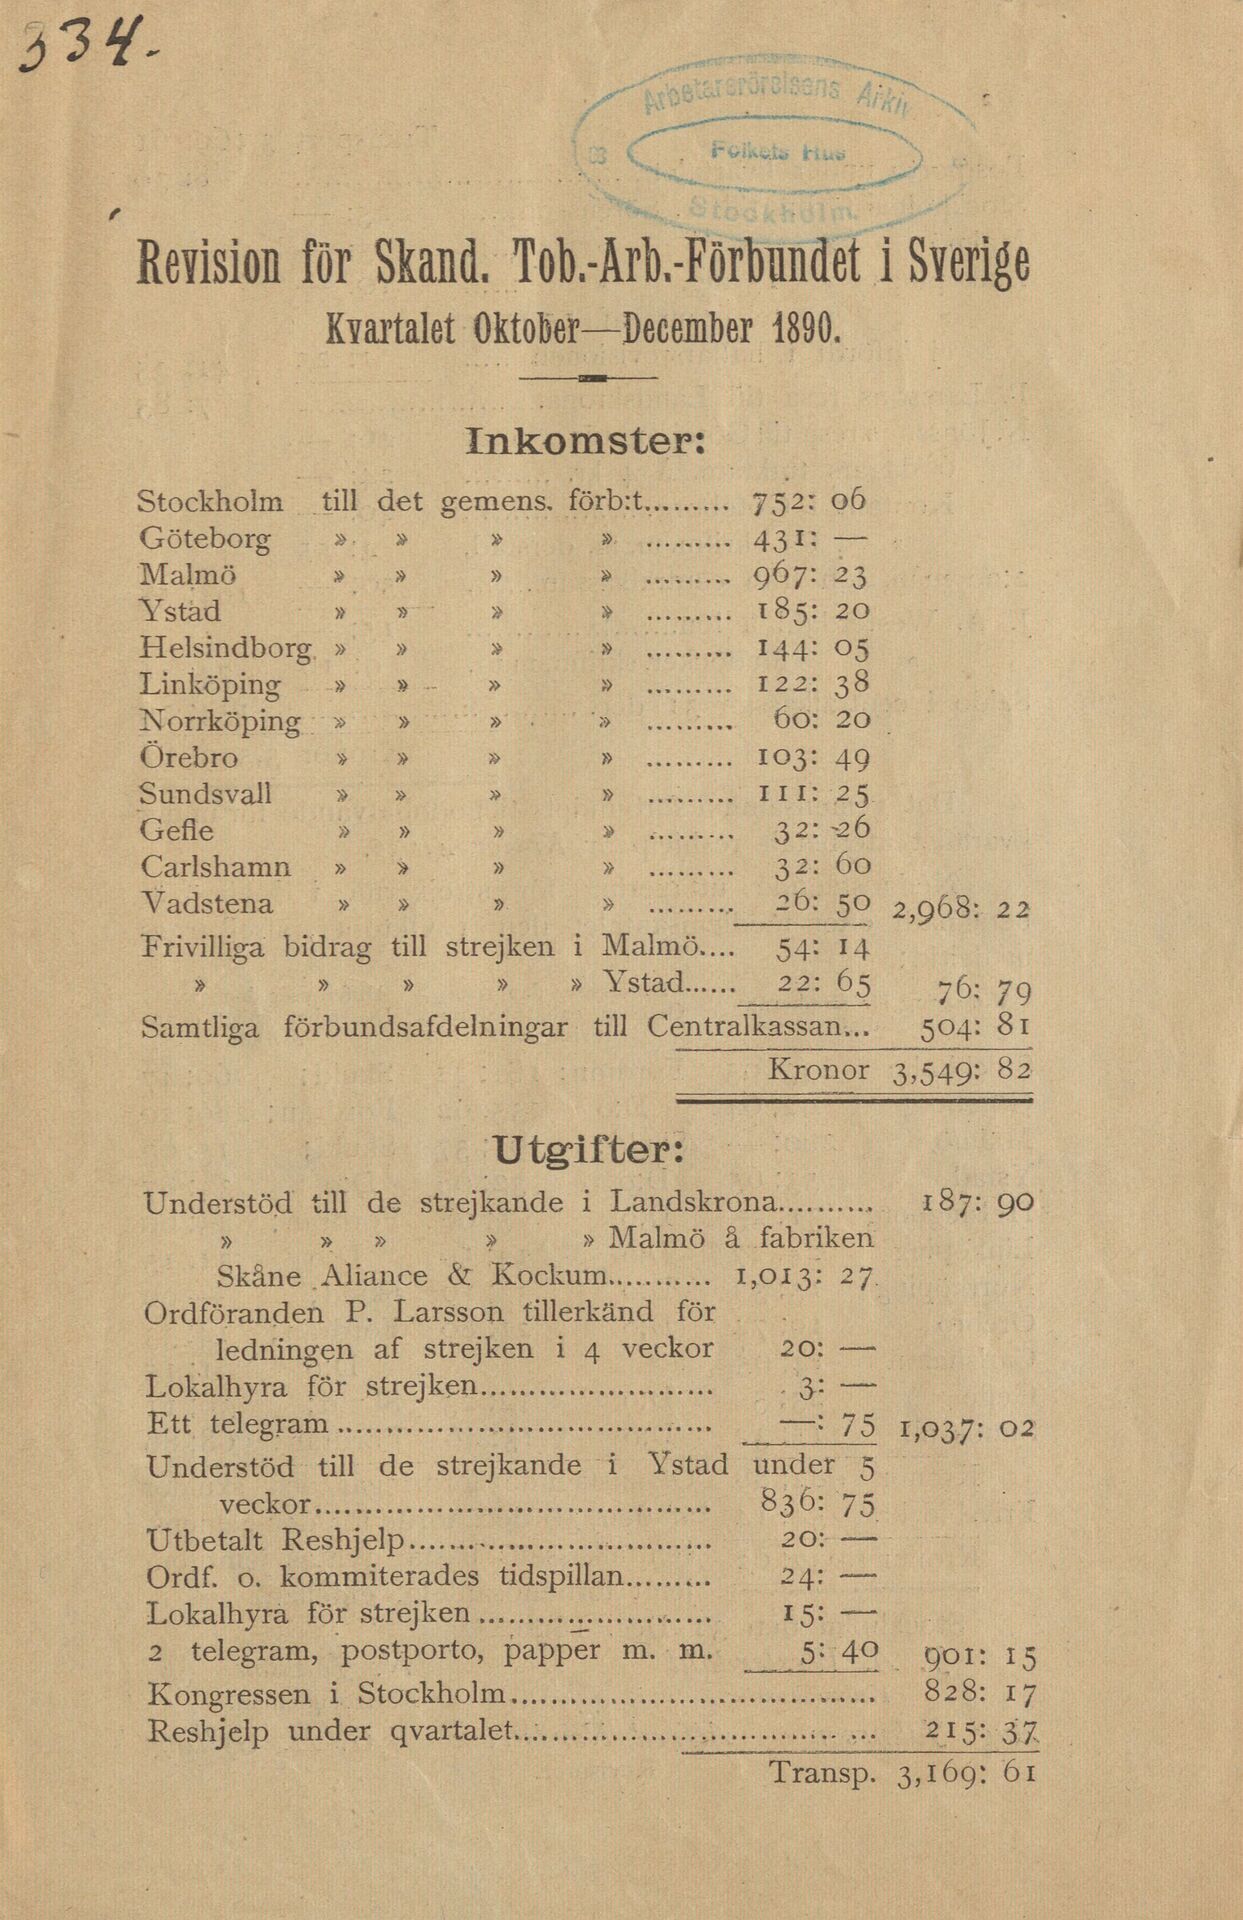 334.
Arbetarerörelsens Arkiv
Folkets Hus
Stockholm.
Revision för Skand. Tob.-Arb.-Förbundet i Sverige
Kvartalet Oktober—December 1890.
Inkomster:
Stockholm till det gemens. förb:t......... 752: 06
Göteborg » » » » ......... 431: —
Malmö » » » » ......... 967: 23
Ystad » » » » ......... 185: 20
Helsindborg » » » » ......... 144: 05
Linköping » » » » ......... 122: 38
Norrköping » » » » ......... 60: 20
Örebro » » » » ......... 103: 49
Sundsvall » » » » ......... 111: 25
Gefle » » » » ......... 32: 26
Carlshamn » » » » ......... 32: 60
Vadstena » » » » ......... 26: 50 2,968: 22
Frivilliga bidrag till strejken i Malmö.... 54: 14
» » » » » Ystad...... 22: 65 76: 79
Samtliga förbundsafdelningar till Centralkassan... 504: 81
Kronor 3,549: 82
Utgifter:
Understöd till de strejkande i Landskrona.......... 187: 90
» » » » » Malmö å fabriken
Skåne Aliance & Kockum........... 1,013: 27
Ordföranden P. Larsson tillerkänd för
ledningen af strejken i 4 veckor 20: —
Lokalhyra för strejken........................ 3: —
Ett telegram ....................................... —: 75 1,037: 02
Understöd till de strejkande i Ystad under 5
veckor......................................... 836: 75
Utbetalt Reshjelp............................... 20: —
Ordf. o. kommiterades tidspillan......... 24: —
Lokalhyra för strejken ........................ 15: —
2 telegram, postporto, papper m. m. 5: 40 901: 15
Kongressen i Stockholm...................................... 828: 17
Reshjelp under qvartalet..................................... 215: 37
Transp. 3,169: 61